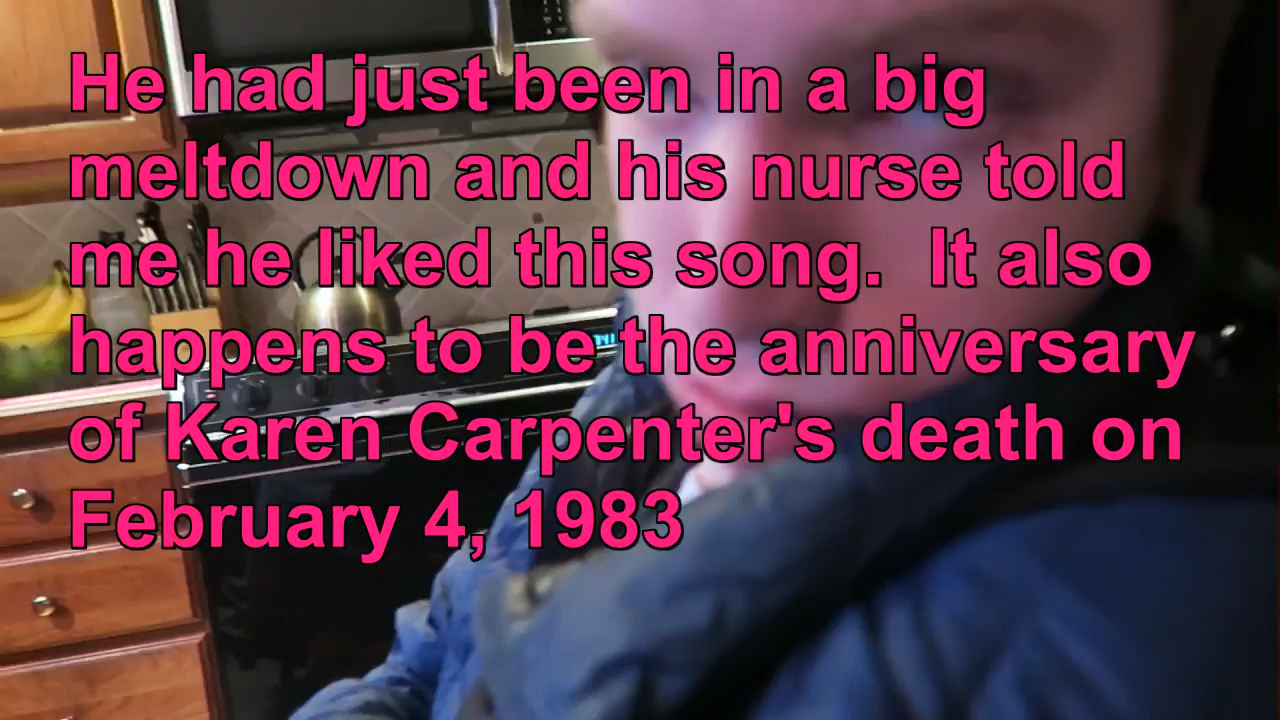 He had just been in a big
meltdown and his nurse told
me he liked this song.  It also
happens to be the anniversary
of Karen Carpenter's death on
February 4, 1983